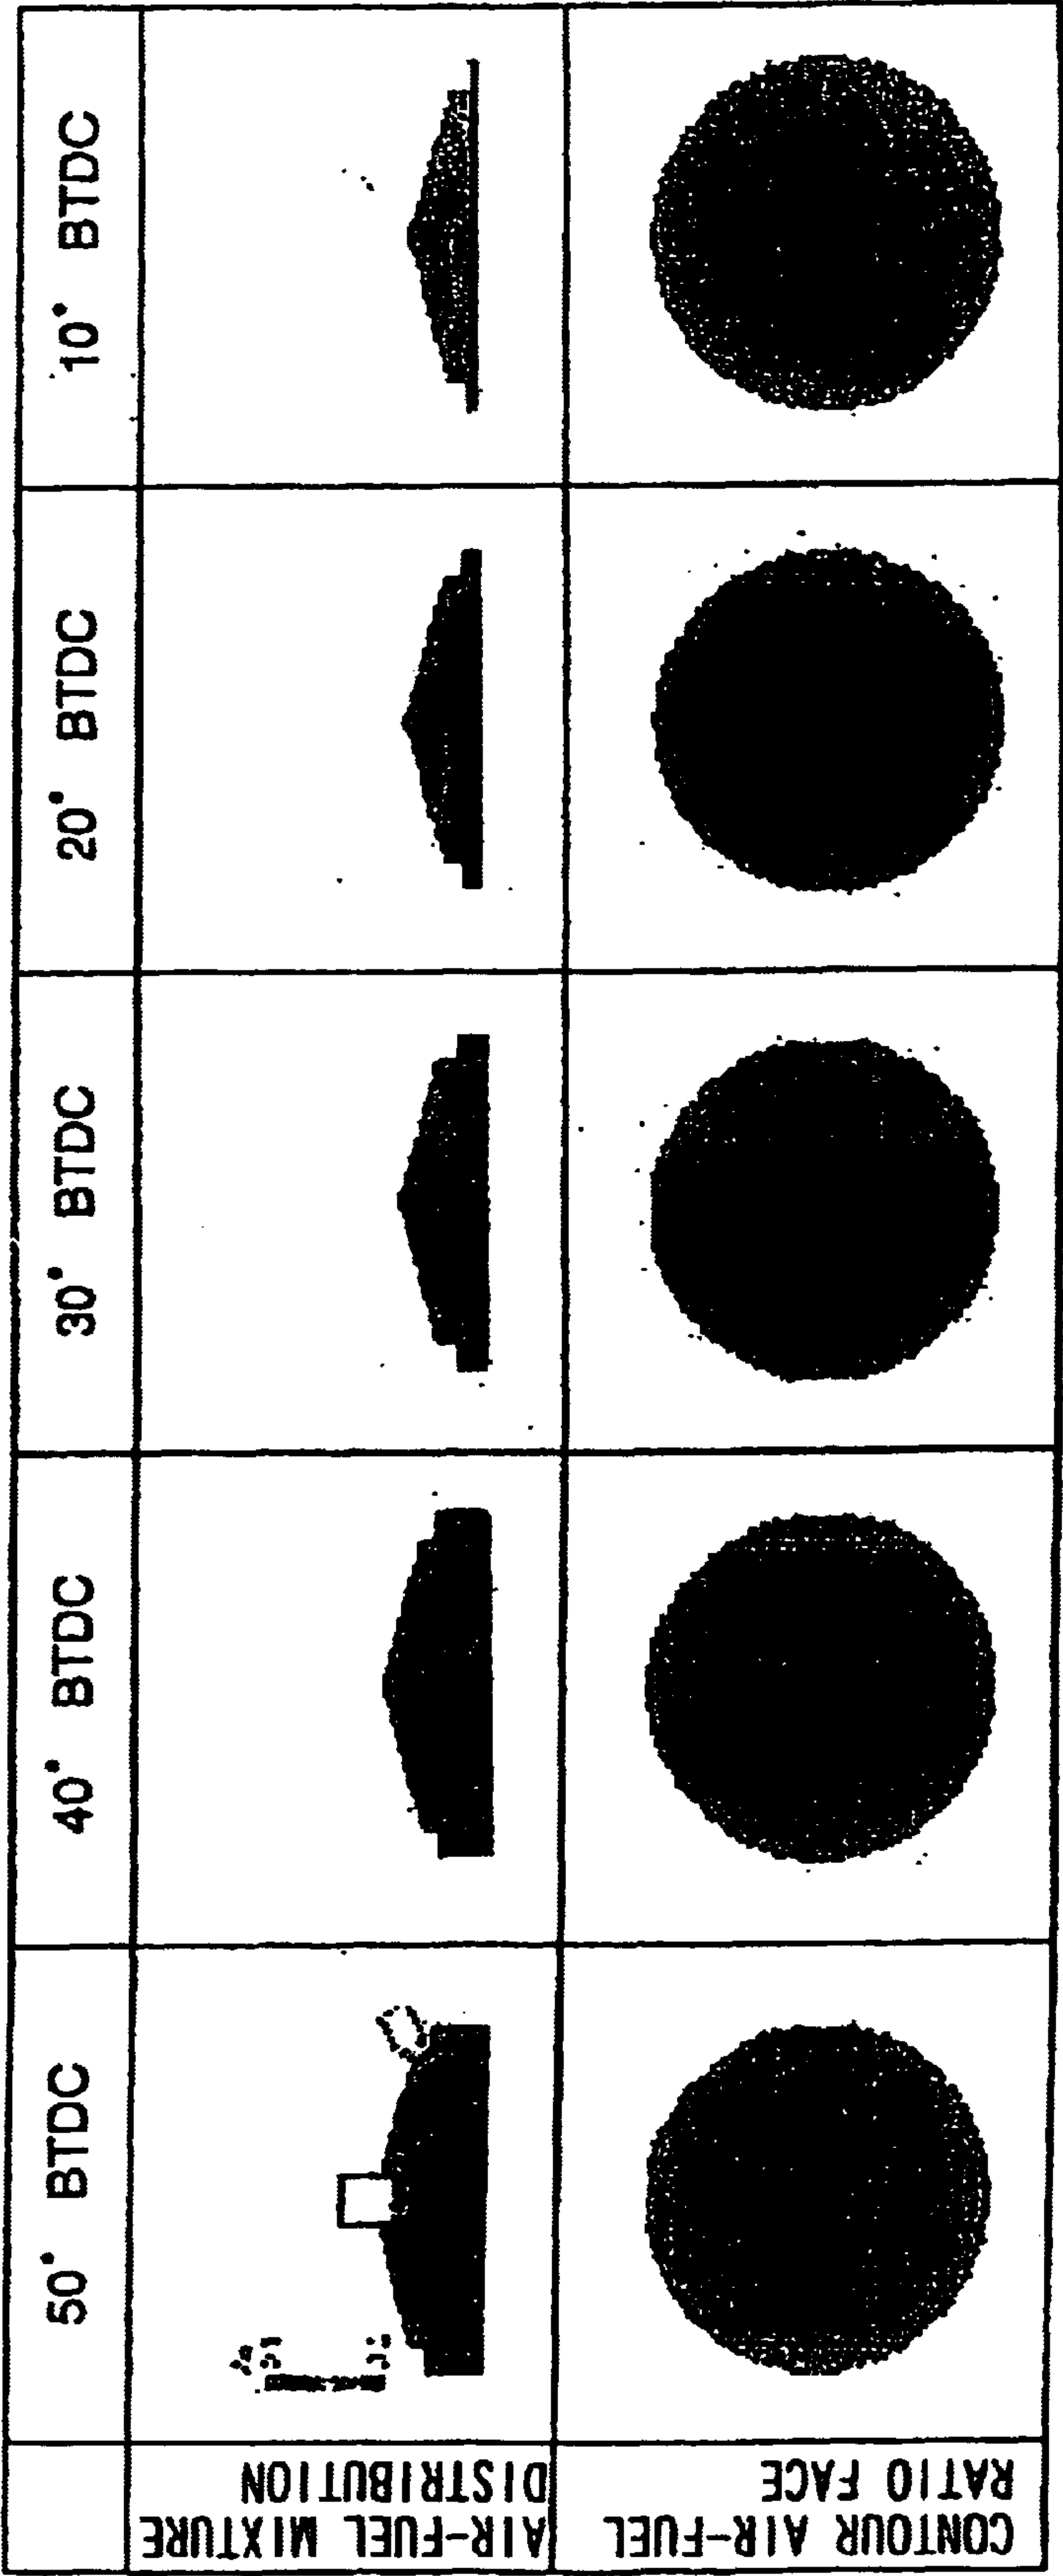 50° BTDC
40° BTDC
30° BTDC
20° BTDC
10° BTDC
AIR-FUEL MIXTURE
DISTRIBUTION
CONTOUR AIR-FUEL
RATIO FACE